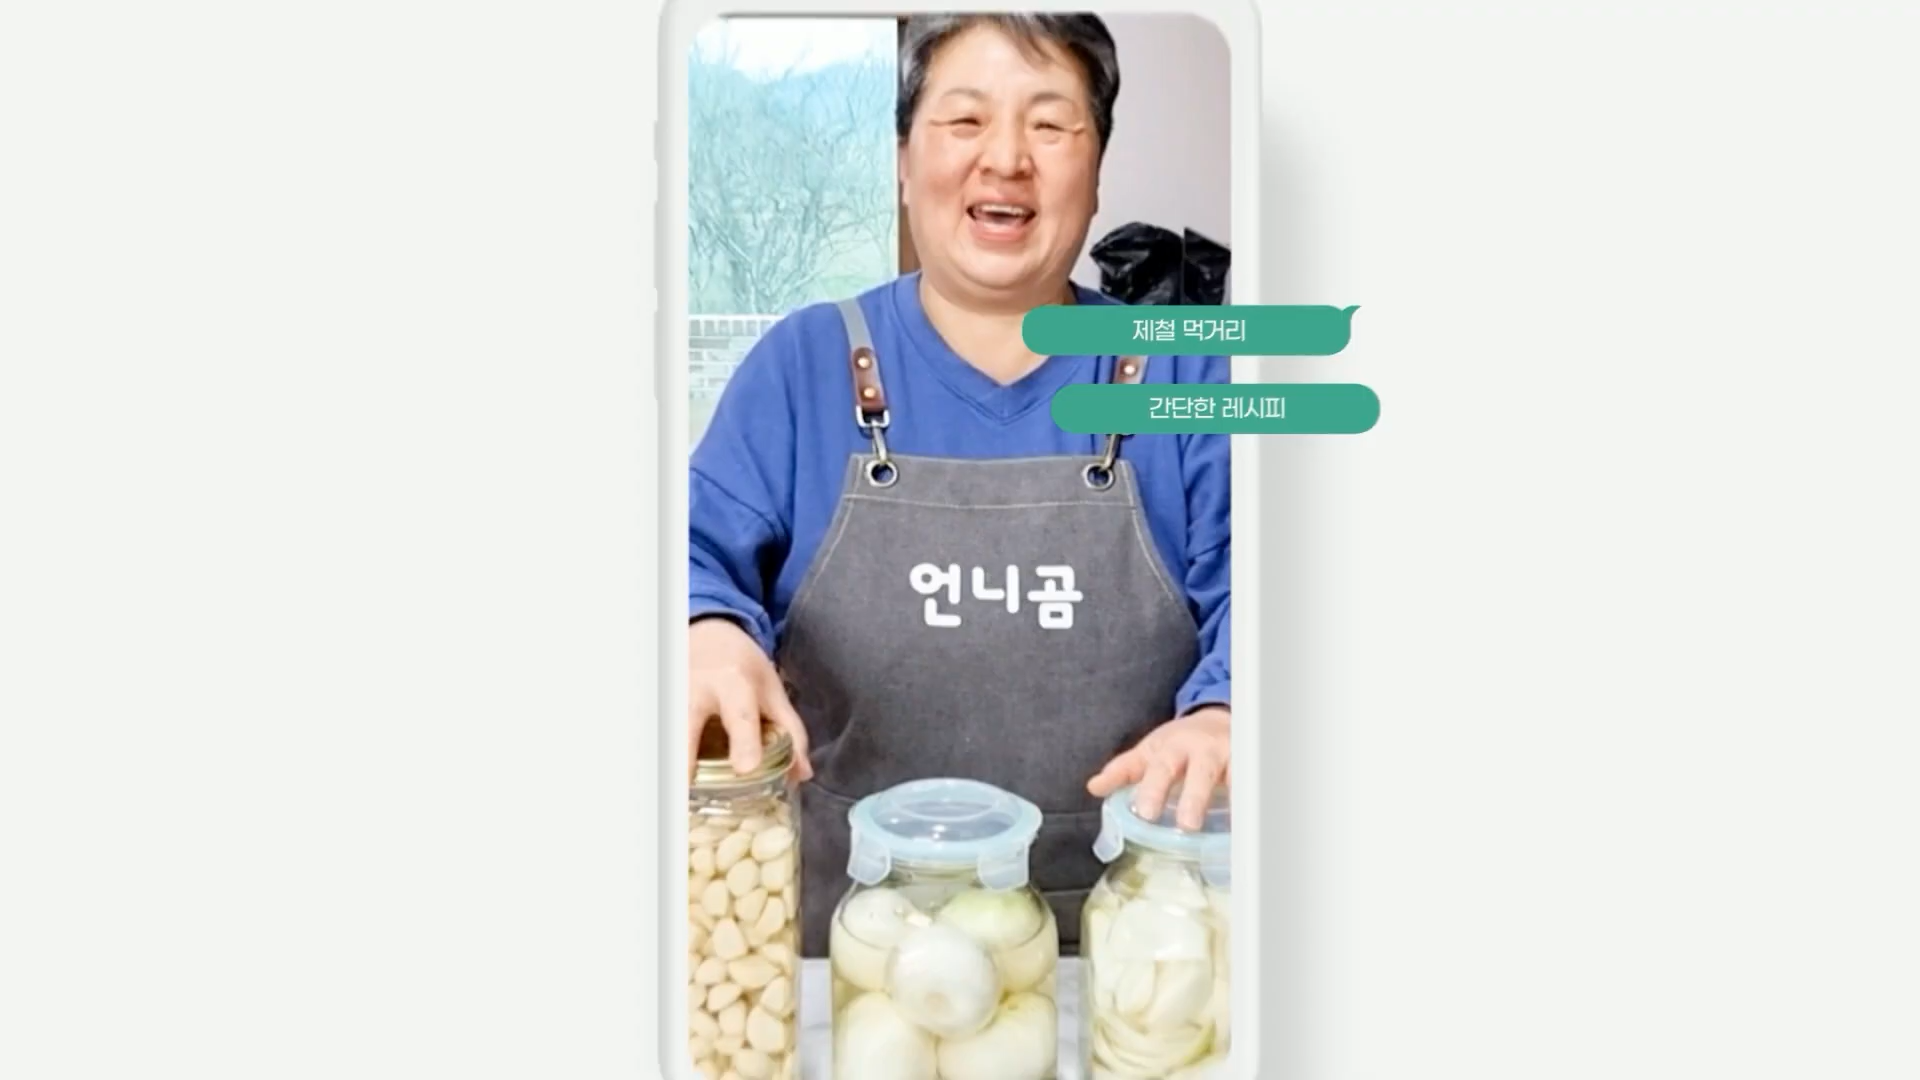 제철 먹거리
간단한 레시피
언니곰